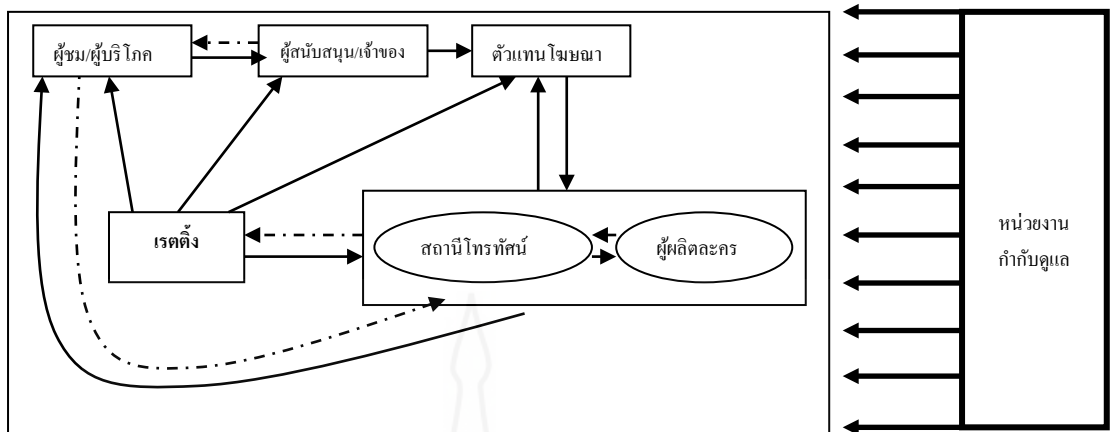 ผู้ชม/ผู้บริโภค
ผู้สนับสนุน/เจ้าของ
ตัวแทนโฆษณา
เรตติ้ง
สถานีโทรทัศน์
ผู้ผลิตละคร
หน่วยงาน
กำกับดูแล